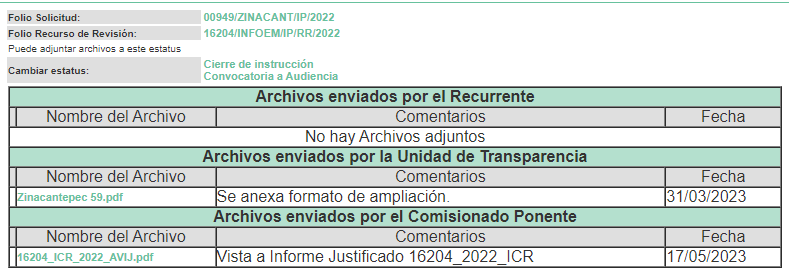 Folio Solicitud: 00949/ZINACANT/IP/2022
Folio Recurso de Revisión: 16204/INFOEM/IP/RR/2022
Puede adjuntar archivos a este estatus
Cambiar estatus: Cierre de instrucción
Convocatoria a Audiencia
Archivos enviados por el Recurrente
Nombre del Archivo Comentarios Fecha
No hay Archivos adjuntos
Archivos enviados por la Unidad de Transparencia
Nombre del Archivo Comentarios Fecha
Zinacantepec 59.pdf Se anexa formato de ampliación. 31/03/2023
Archivos enviados por el Comisionado Ponente
Nombre del Archivo Comentarios Fecha
16204_ICR_2022_AVIJ.pdf Vista a Informe Justificado 16204_2022_ICR 17/05/2023